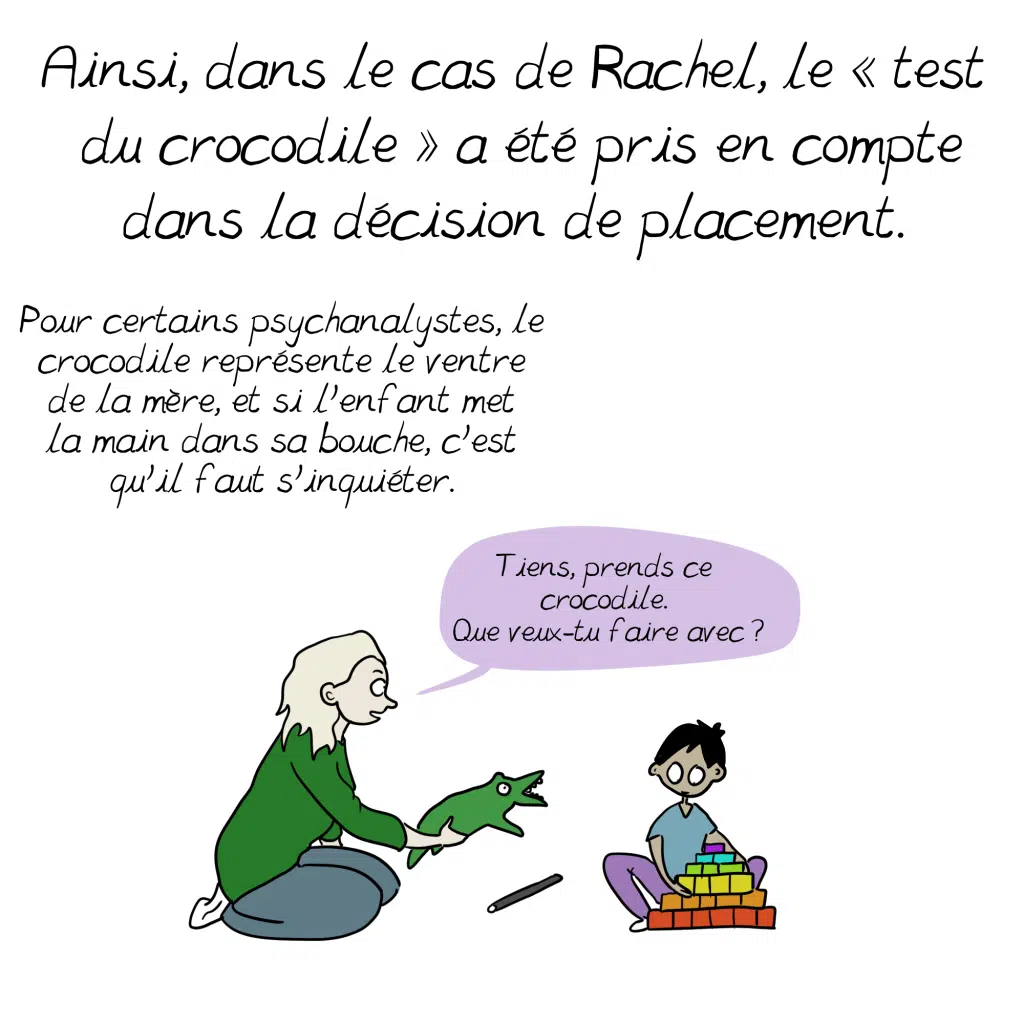 Ainsi, dans le cas de Rachel, le « test
du crocodile » a été pris en compte
dans la décision de placement.
Pour certains psychanalystes, le
crocodile représente le ventre
de la mère, et si l'enfant met
la main dans sa bouche, c'est
qu'il faut s'inquiéter.
Tiens, prends ce
crocodile.
Que veux-tu faire avec ?